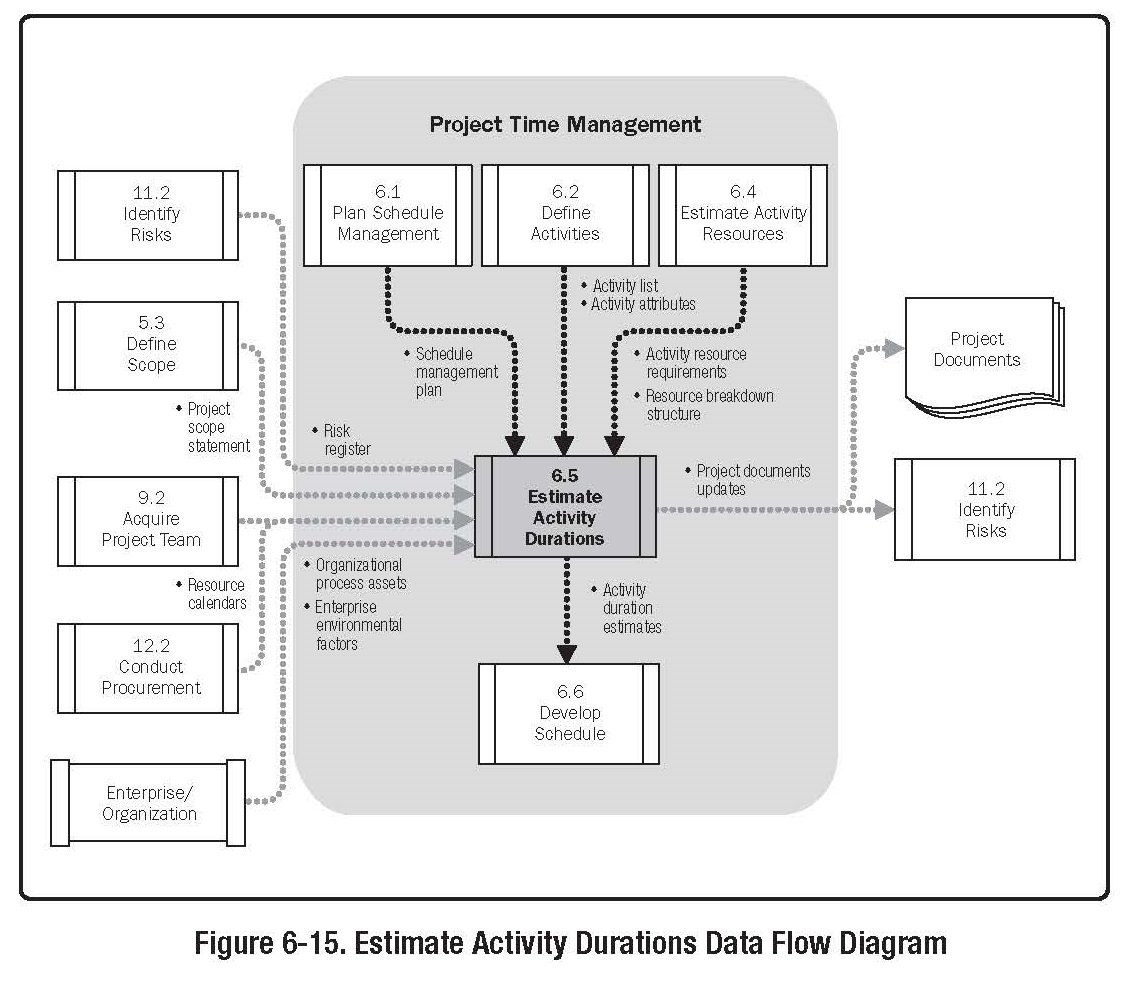 Project Time Management
11.2
Identify
Risks
6.1
Plan Schedule
Management
6.2
Define
Activities
6.4
Estimate Activity
Resources
• Activity list
• Activity attributes
5.3
Define
Scope
• Project
scope
statement
• Schedule
management
plan
• Activity resource
requirements
• Resource breakdown
structure
Project
Documents
• Risk
register
9.2
Acquire
Project Team
6.5
Estimate
Activity
Durations
• Project documents
updates
11.2
Identify
Risks
• Resource
calendars
• Organizational
process assets
• Enterprise
environmental
factors
• Activity
duration
estimates
12.2
Conduct
Procurement
6.6
Develop
Schedule
Enterprise/
Organization
Figure 6-15. Estimate Activity Durations Data Flow Diagram